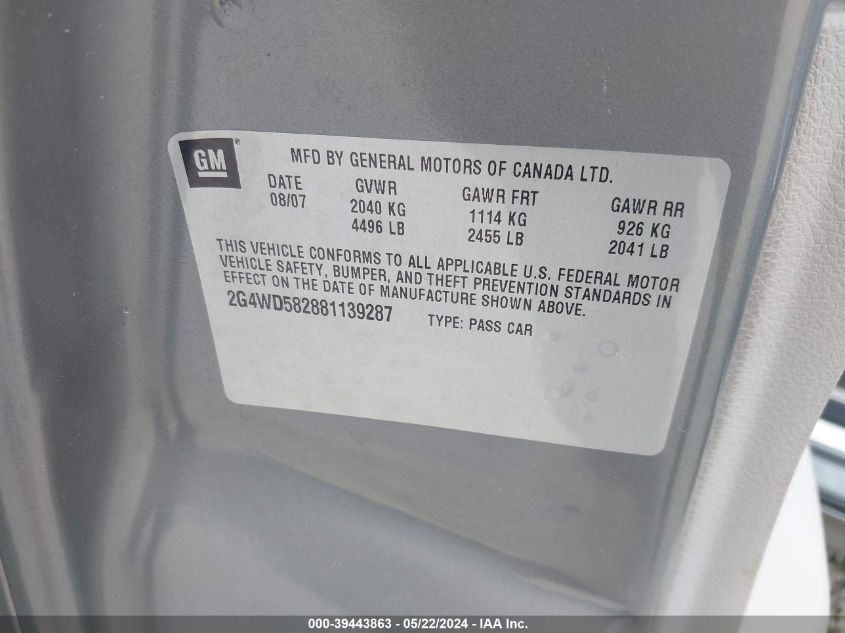 GM®
MFD BY GENERAL MOTORS OF CANADA LTD.
DATE GVWR GAWR FRT GAWR RR
08/07 2040 KG 1114 KG 926 KG
4496 LB 2455 LB 2041 LB
THIS VEHICLE CONFORMS TO ALL APPLICABLE U.S. FEDERAL MOTOR
VEHICLE SAFETY, BUMPER, AND THEFT PREVENTION STANDARDS IN
EFFECT ON THE DATE OF MANUFACTURE SHOWN ABOVE.
2G4WD582881139287 TYPE: PASS CAR
000-39443863 - 05/22/2024 - IAA Inc.